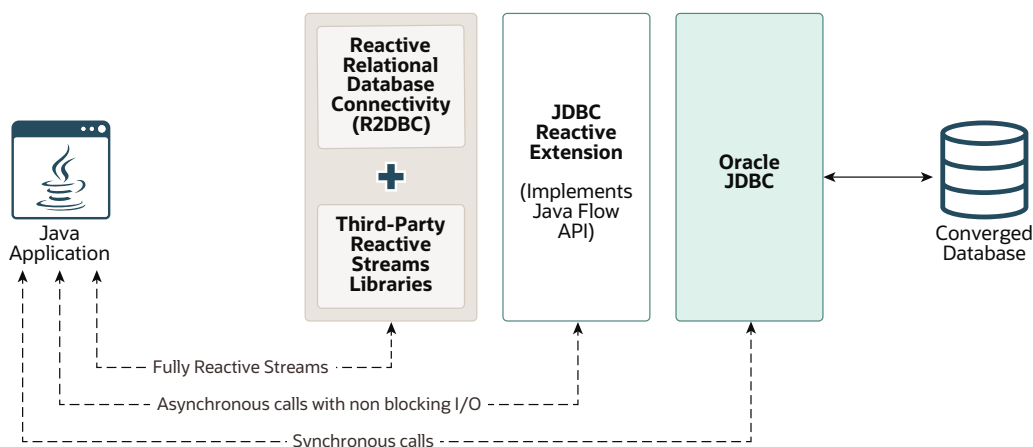 Reactive
Relational
Database
Connectivity
(R2DBC)
Third-Party
Reactive
Streams
Libraries
JDBC
Reactive
Extension
(Implements
Java Flow
API)
Oracle
JDBC
Java
Application
Converged
Database
Fully Reactive Streams
Asynchronous calls with non blocking I/O
Synchronous calls